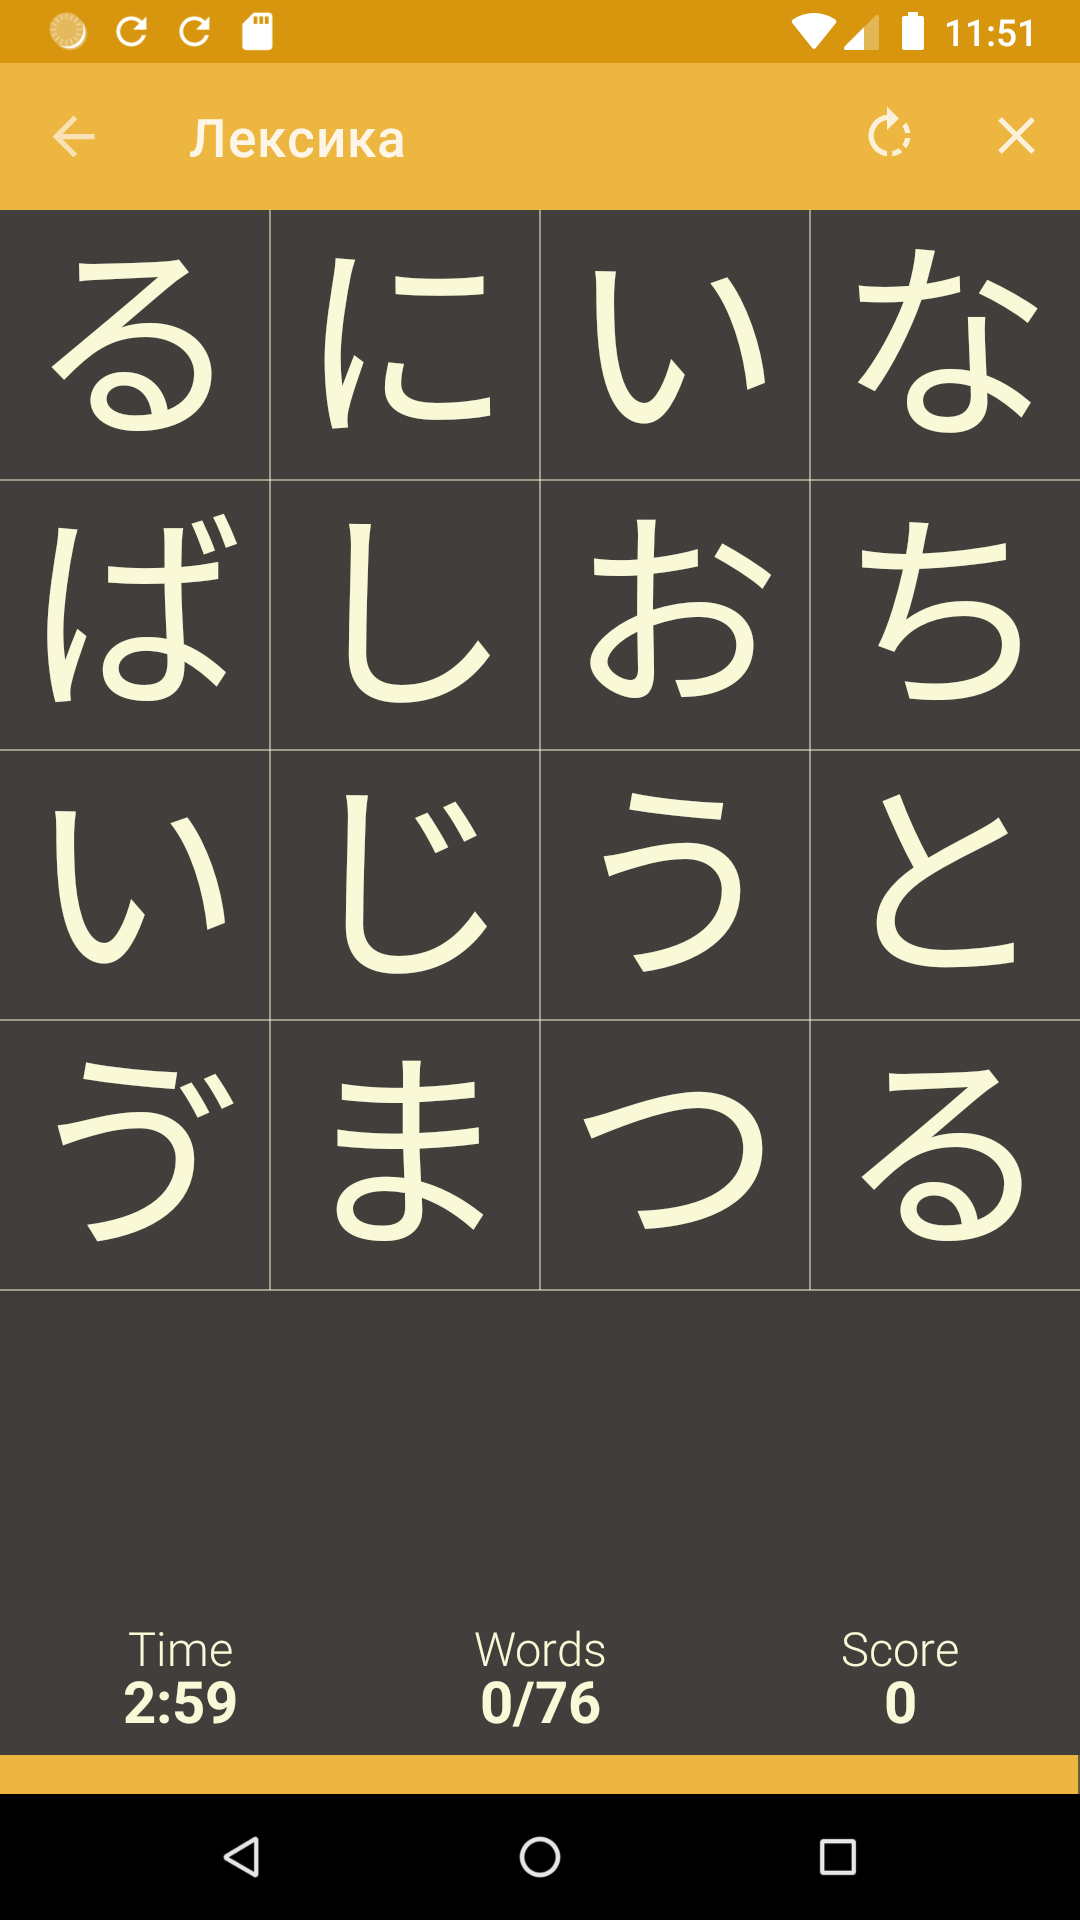 11:51
Лексика
る に い な
ば し お ち
い じ う と
ゔ ま つ る
Time Words Score
2:59 0/76 0